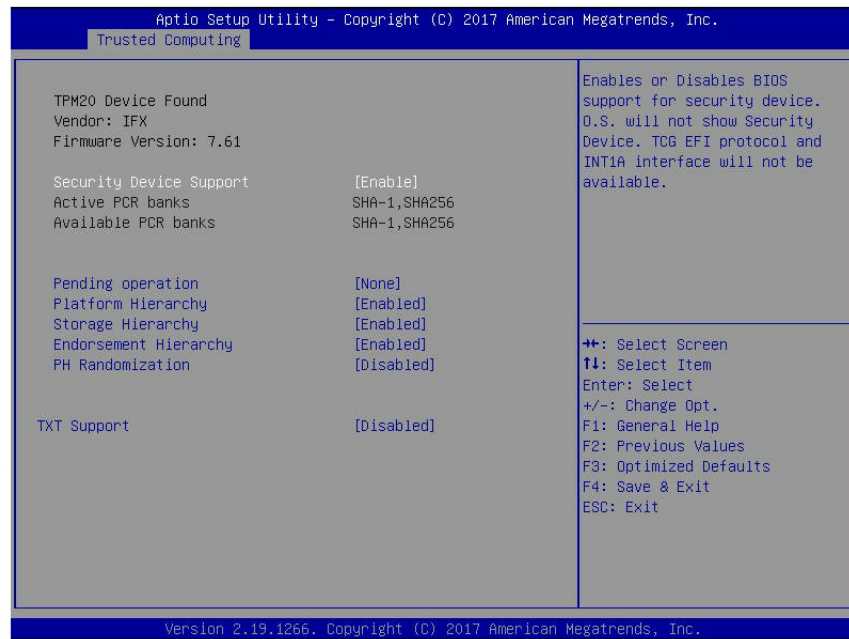 Aptio Setup Utility – Copyright (C) 2017 American Megatrends, Inc.
Trusted Computing
TPM20 Device Found
Vendor: IFX
Firmware Version: 7.61
Security Device Support [Enable]
Active PCR banks SHA-1,SHA256
Available PCR banks SHA-1,SHA256
Pending operation [None]
Platform Hierarchy [Enabled]
Storage Hierarchy [Enabled]
Endorsement Hierarchy [Enabled]
PH Randomization [Disabled]
TXT Support [Disabled]
Enables or Disables BIOS
support for security device.
O.S. will not show Security
Device. TCG EFI protocol and
INT1A interface will not be
available.
→←: Select Screen
↑↓: Select Item
Enter: Select
+/-: Change Opt.
F1: General Help
F2: Previous Values
F3: Optimized Defaults
F4: Save & Exit
ESC: Exit
Version 2.19.1266. Copyright (C) 2017 American Megatrends, Inc.